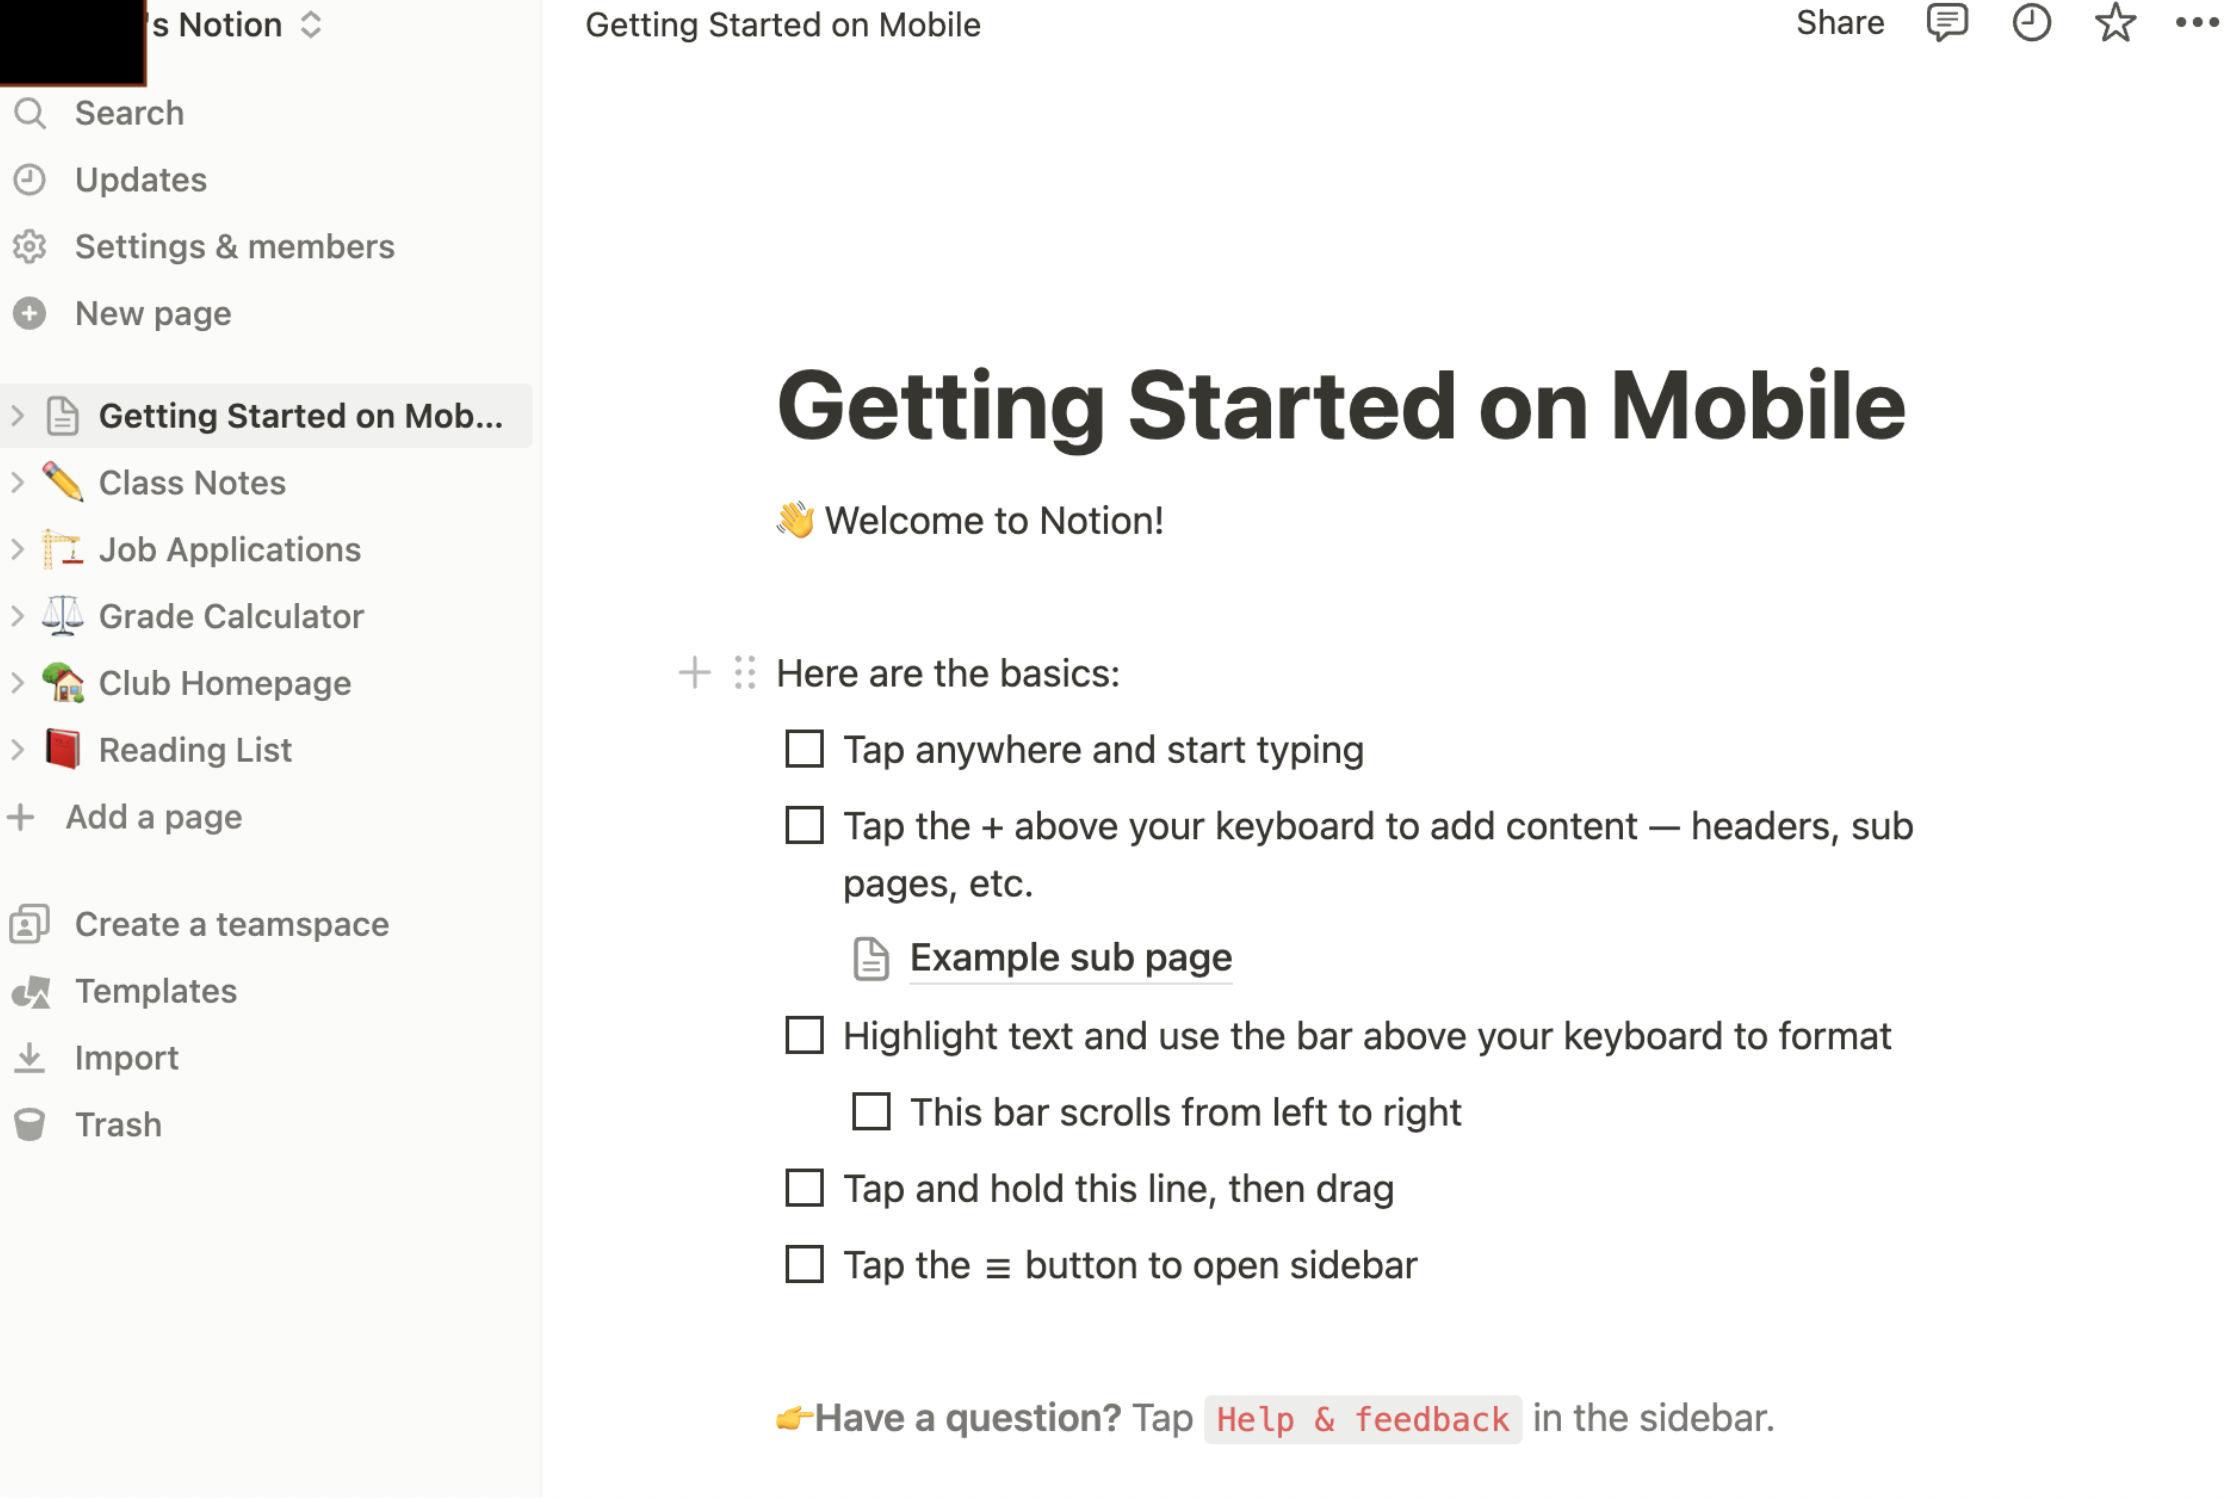 's Notion
Getting Started on Mobile
Share
Search
Updates
Settings & members
New page
Getting Started on Mob...
Class Notes
Job Applications
Grade Calculator
Club Homepage
Reading List
Add a page
Create a teamspace
Templates
Import
Trash
Getting Started on Mobile
👋 Welcome to Notion!
Here are the basics:
Tap anywhere and start typing
Tap the + above your keyboard to add content — headers, sub
pages, etc.
Example sub page
Highlight text and use the bar above your keyboard to format
This bar scrolls from left to right
Tap and hold this line, then drag
Tap the ≡ button to open sidebar
👉Have a question? Tap Help & feedback in the sidebar.